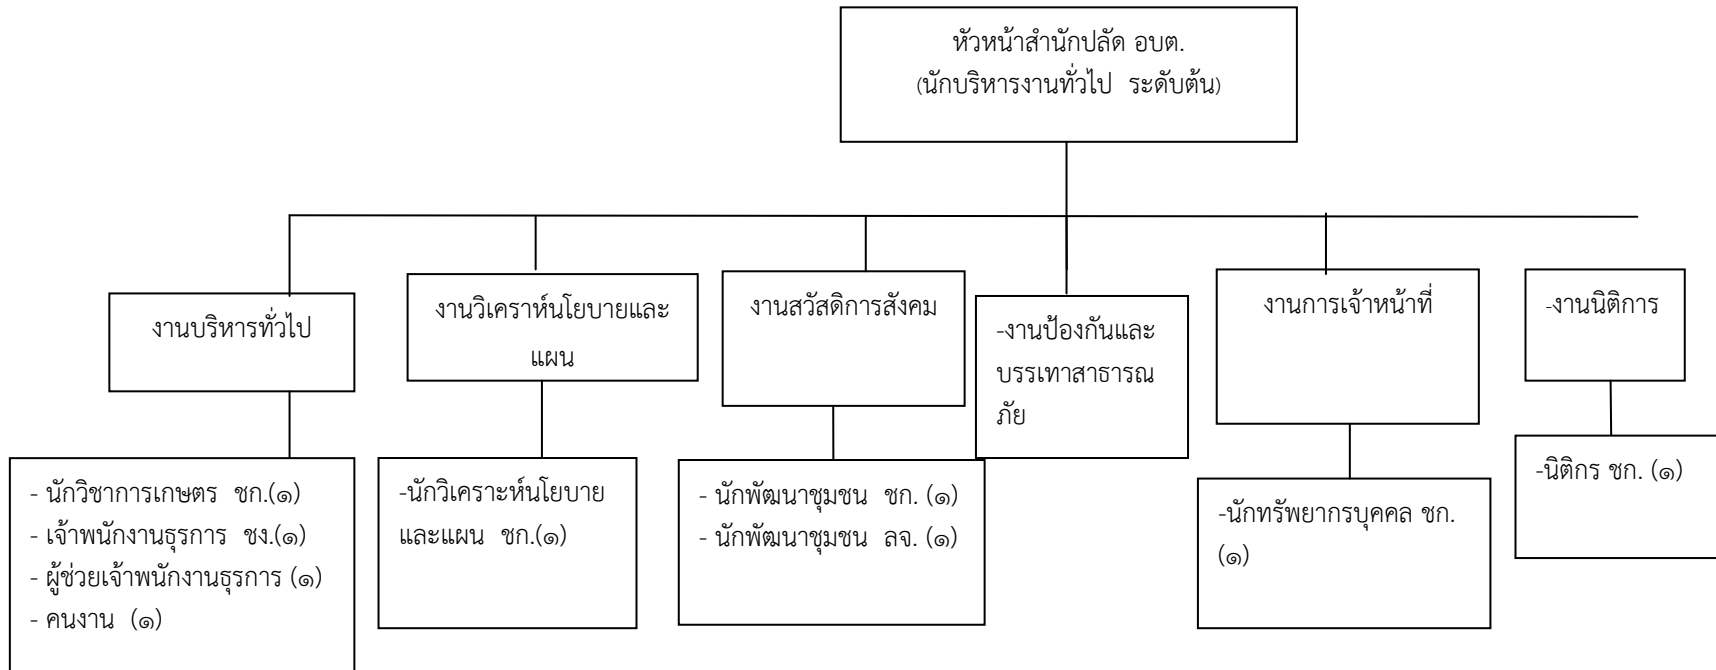 หัวหน้าสำนักปลัด อบต.
(นักบริหารงานทั่วไป ระดับต้น)
งานบริหารทั่วไป
งานวิเคราห์นโยบายและ
แผน
งานสวัสดิการสังคม
-งานป้องกันและ
บรรเทาสาธารณ
ภัย
งานการเจ้าหน้าที่
-งานนิติการ
- นักวิชาการเกษตร ชก.(๑)
- เจ้าพนักงานธุรการ ชง.(๑)
- ผู้ช่วยเจ้าพนักงานธุรการ (๑)
- คนงาน (๑)
-นักวิเคราะห์นโยบาย
และแผน ชก.(๑)
- นักพัฒนาชุมชน ชก. (๑)
- นักพัฒนาชุมชน ลจ. (๑)
-นักทรัพยากรบุคคล ชก.
(๑)
-นิติกร ชก. (๑)